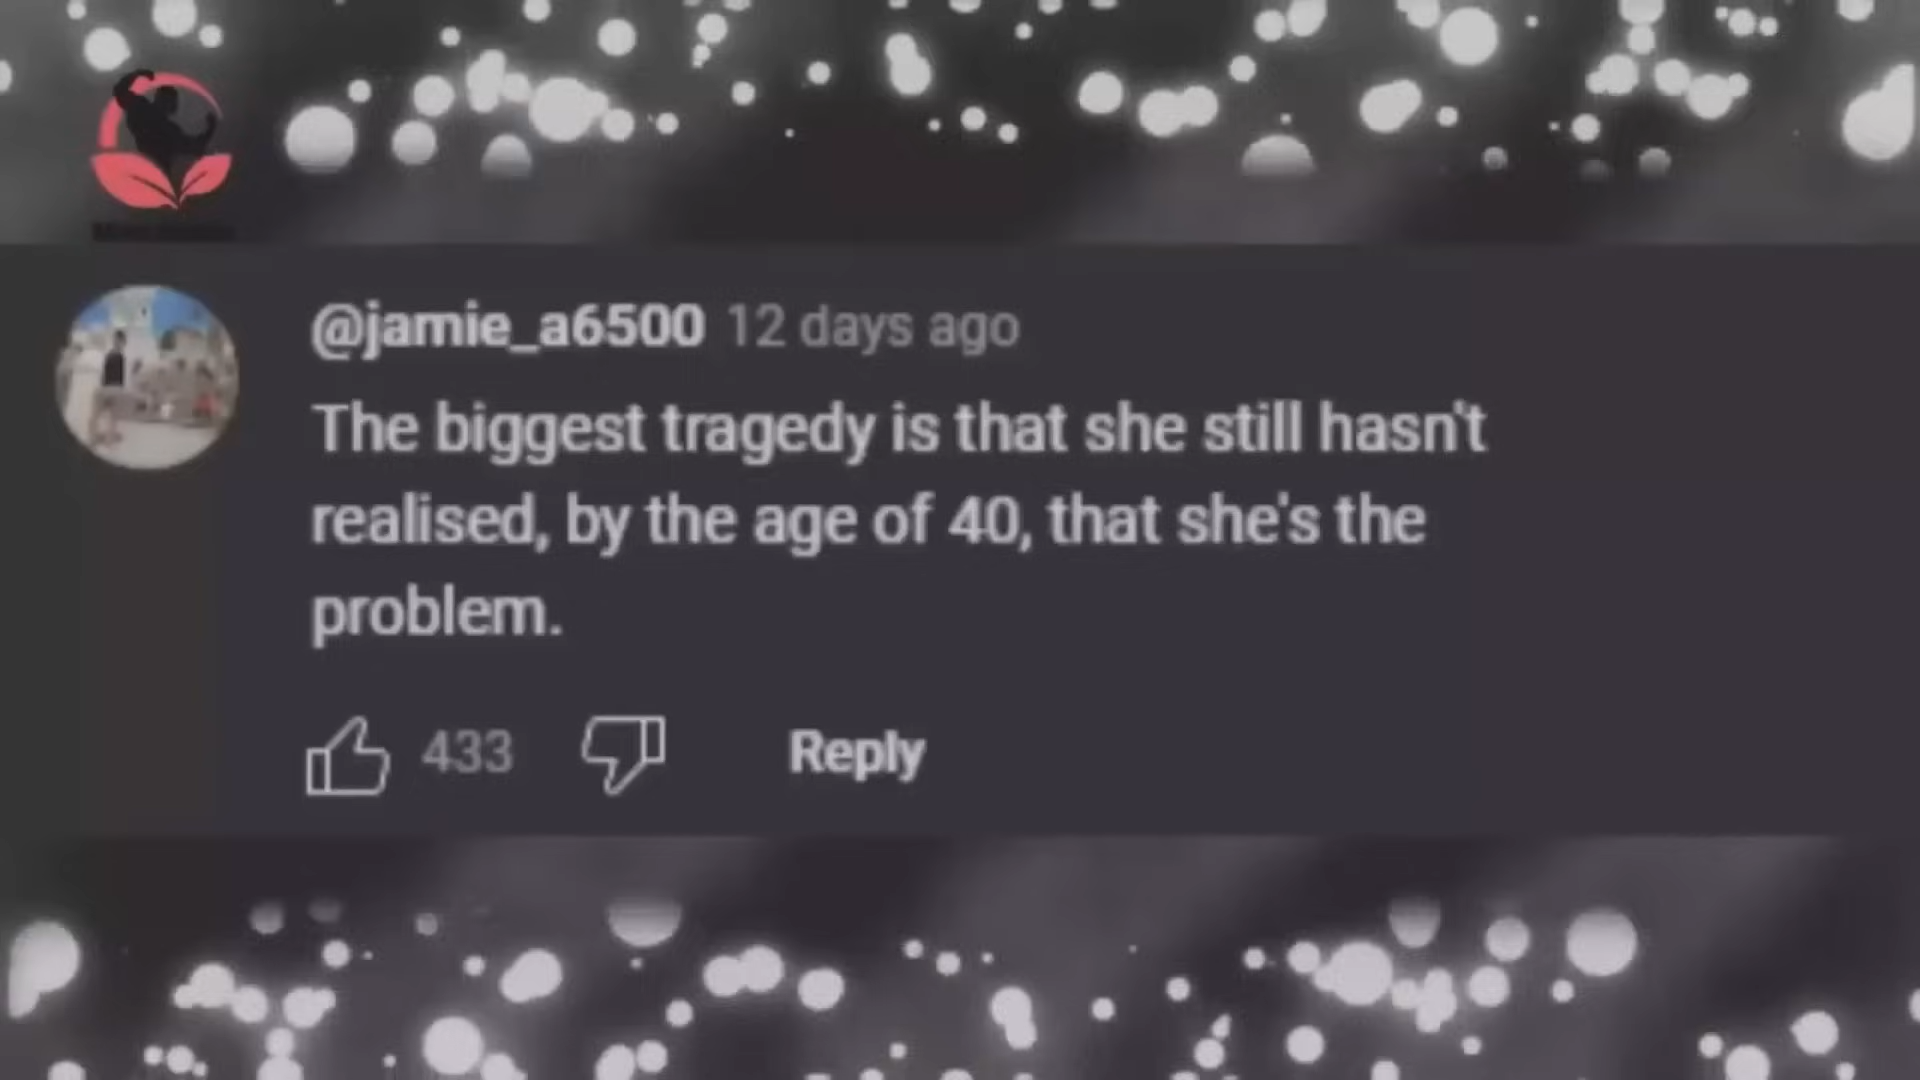 @jamie_a6500 12 days ago
The biggest tragedy is that she still hasn't
realised, by the age of 40, that she's the
problem.
433 Reply